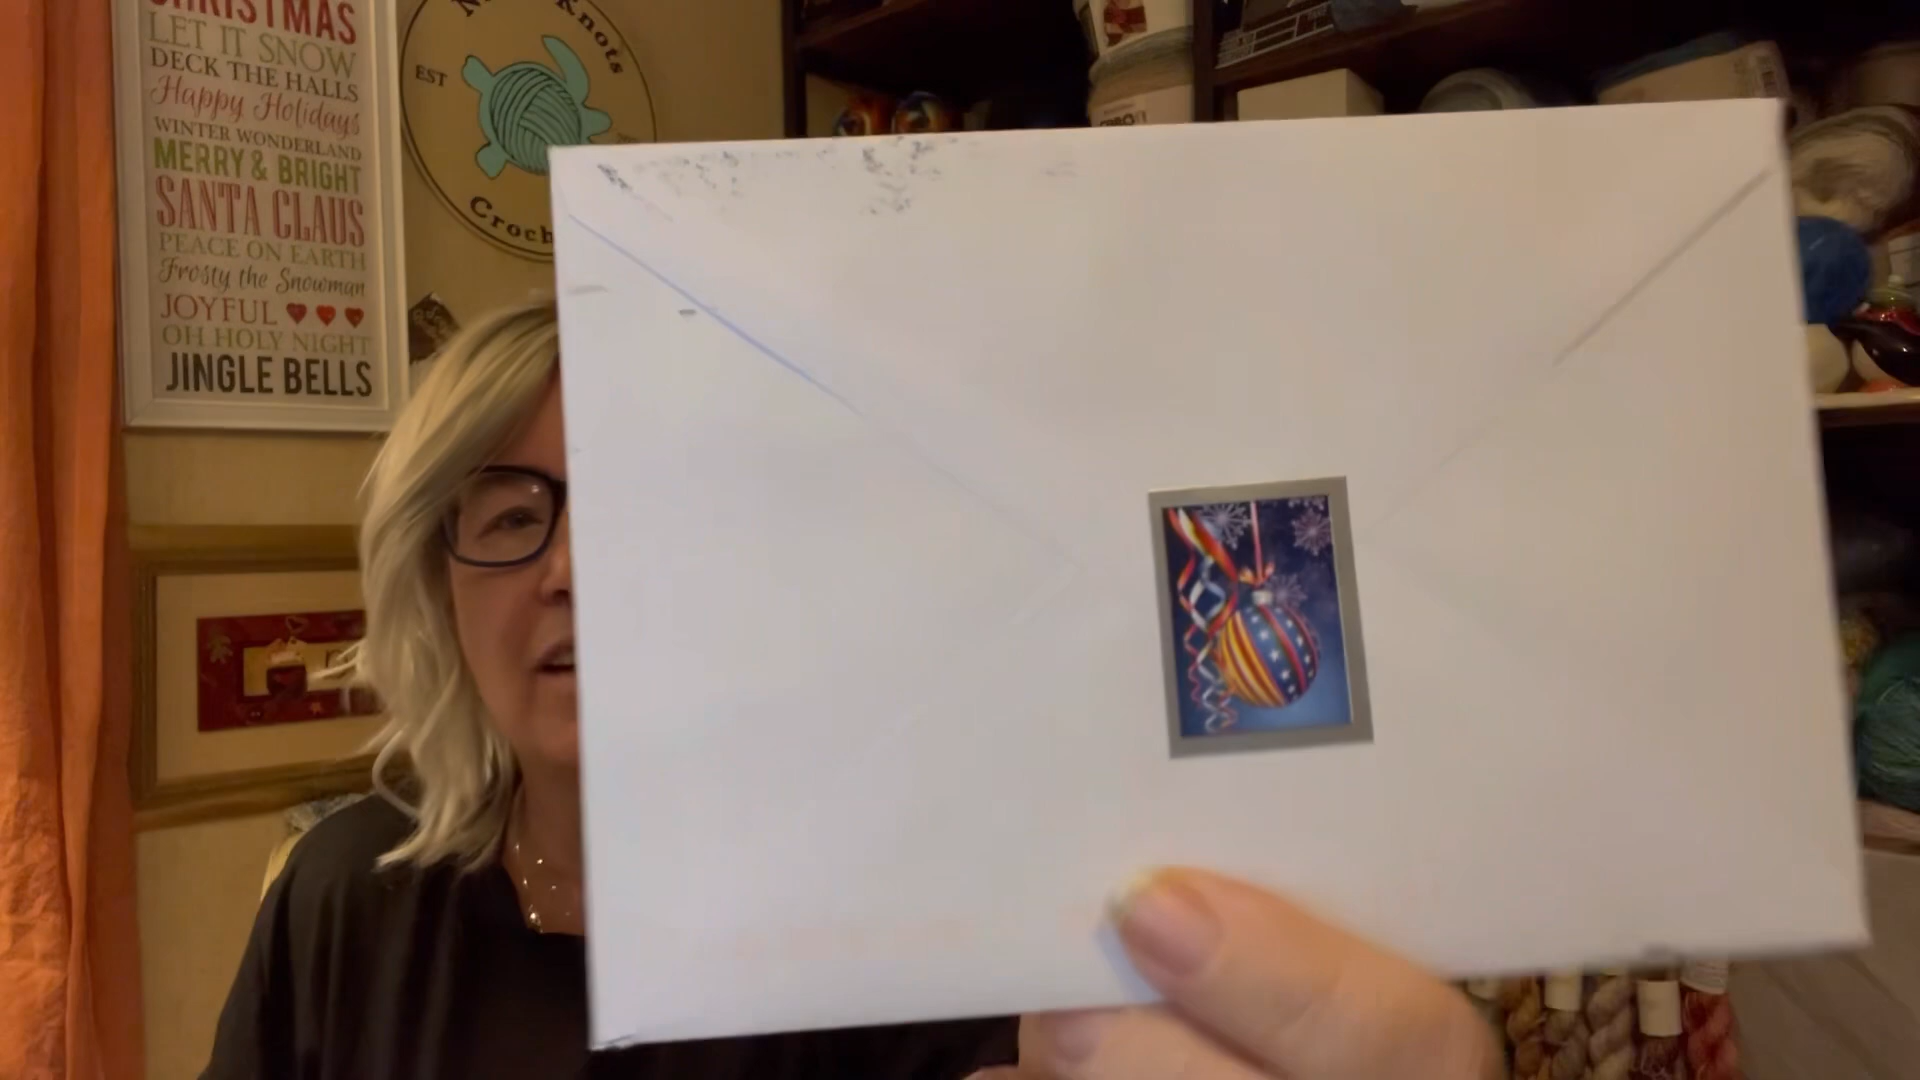 CHRISTMAS
LET IT SNOW
DECK THE HALLS
Happy Holidays
WINTER WONDERLAND
MERRY & BRIGHT
SANTA CLAUS
PEACE ON EARTH
Frosty the Snowman
JOYFUL
OH HOLY NIGHT
JINGLE BELLS
Knots
EST
Croch